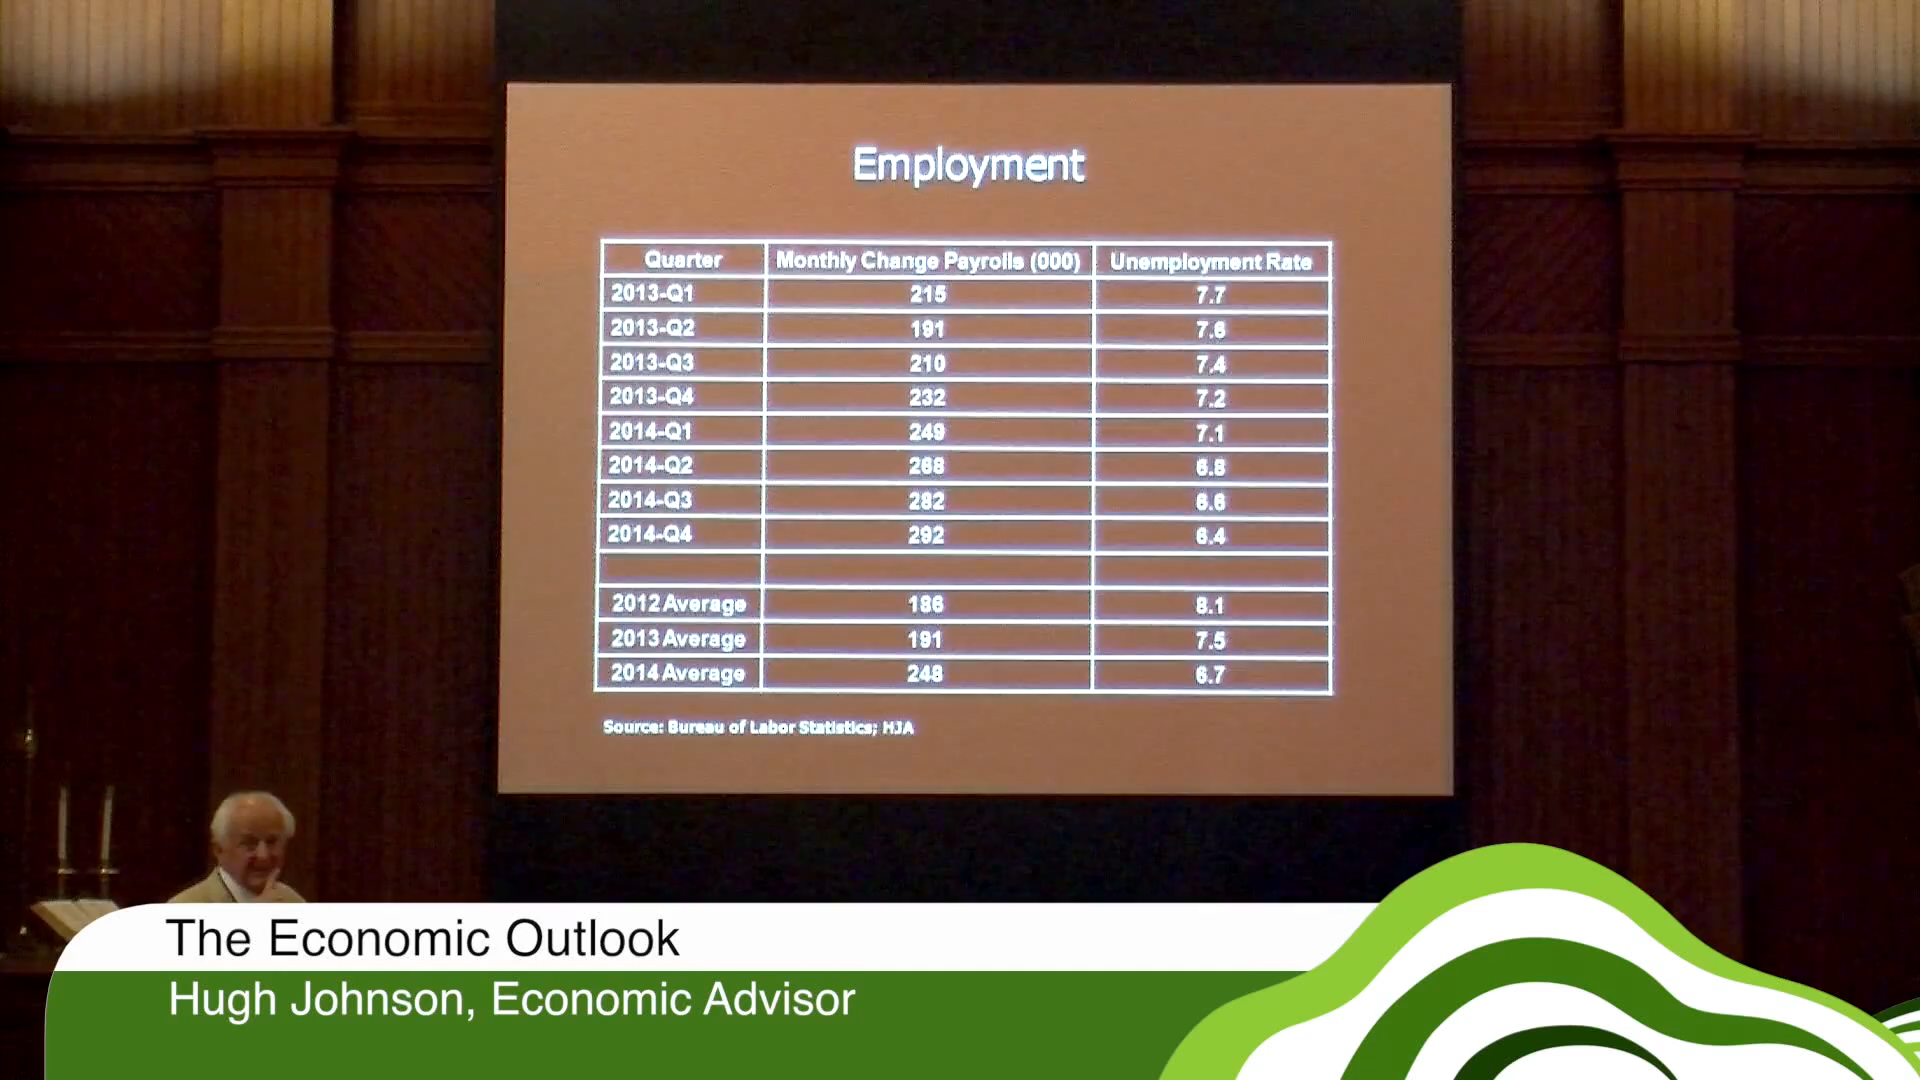 Employment
Quarter Monthly Change Payrolls (000) Unemployment Rate
2013-Q1 215 7.7
2013-Q2 191 7.6
2013-Q3 210 7.4
2013-Q4 232 7.2
2014-Q1 249 7.1
2014-Q2 268 6.8
2014-Q3 282 6.6
2014-Q4 292 6.4
2012 Average 186 8.1
2013 Average 191 7.5
2014 Average 248 6.7
Source: Bureau of Labor Statistics; HJA
The Economic Outlook
Hugh Johnson, Economic Advisor